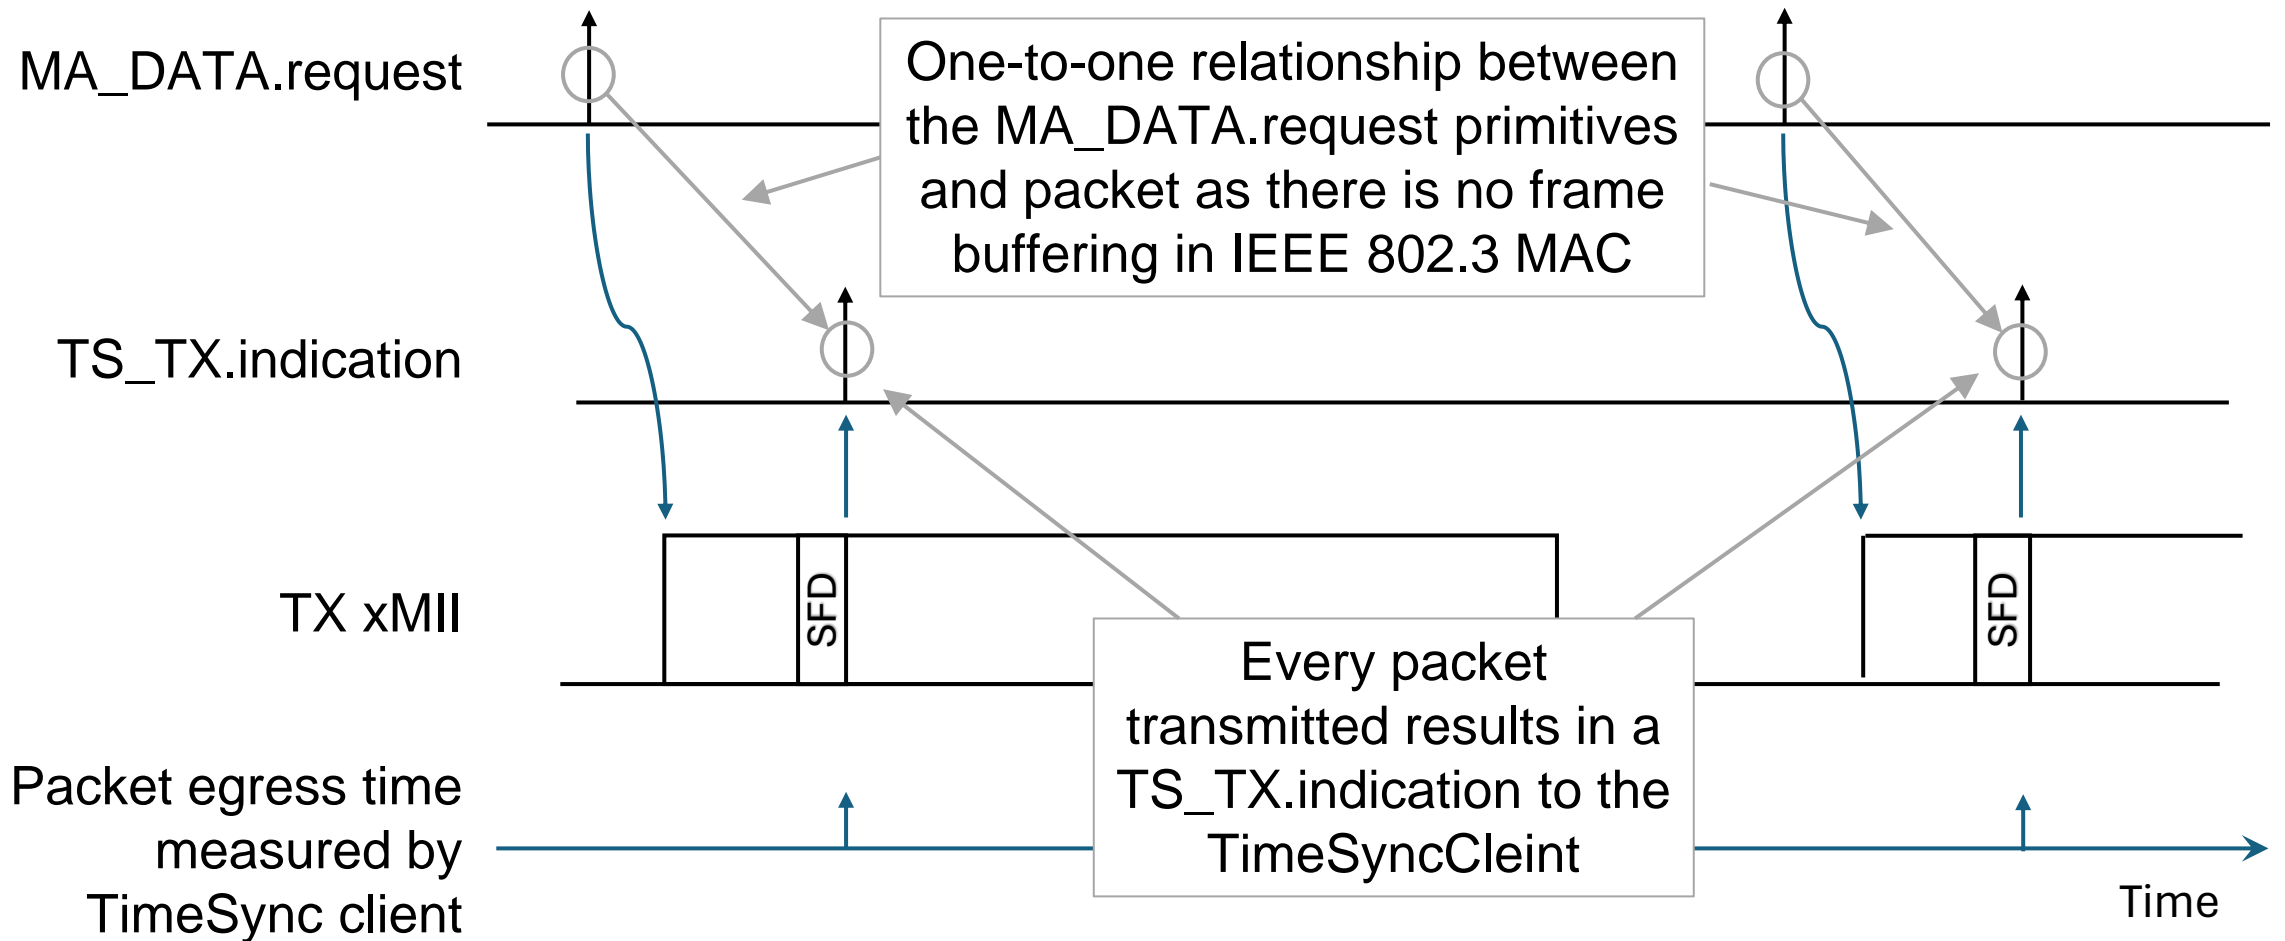 MA_DATA.request
One-to-one relationship between
the MA_DATA.request primitives
and packet as there is no frame
buffering in IEEE 802.3 MAC
TS_TX.indication
TX xMII
SFD
SFD
Every packet
transmitted results in a
TS_TX.indication to the
TimeSyncCleint
Packet egress time
measured by
TimeSync client
Time